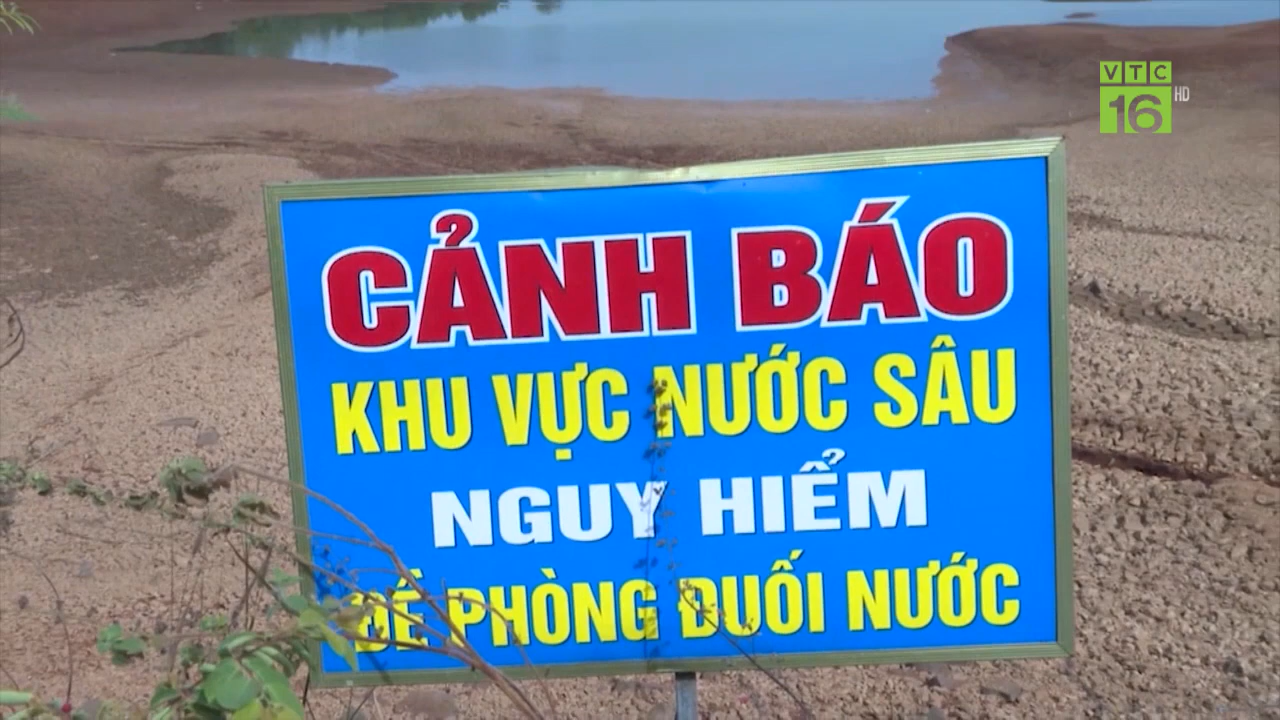 VTC
16 HD
CẢNH BÁO
KHU VỰC NƯỚC SÂU
NGUY HIỂM
ĐỀ PHÒNG ĐUỐI NƯỚC